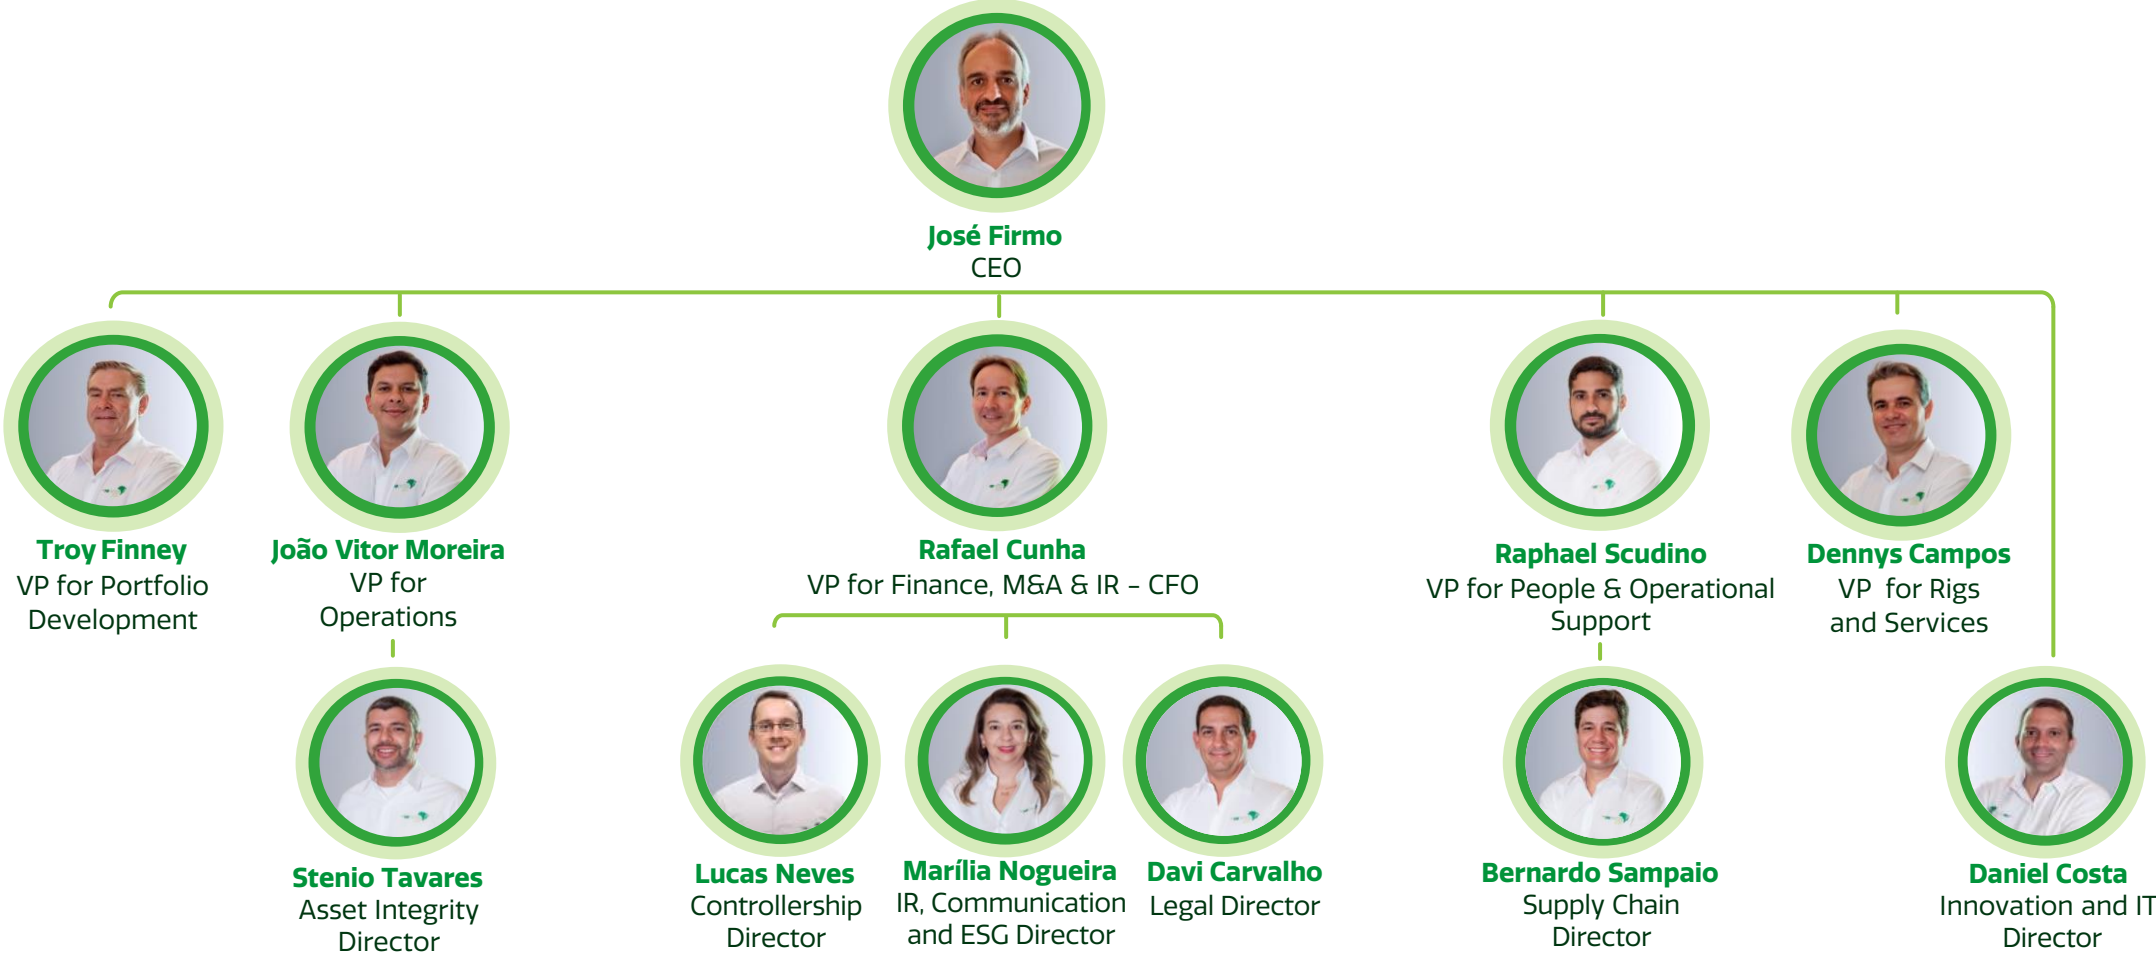 José Firmo
CEO
Troy Finney
VP for Portfolio
Development
João Vitor Moreira
VP for
Operations
Rafael Cunha
VP for Finance, M&A & IR – CFO
Raphael Scudino
VP for People & Operational
Support
Dennys Campos
VP for Rigs
and Services
Stenio Tavares
Asset Integrity
Director
Lucas Neves
Controllership
Director
Marília Nogueira
IR, Communication
and ESG Director
Davi Carvalho
Legal Director
Bernardo Sampaio
Supply Chain
Director
Daniel Costa
Innovation and IT
Director